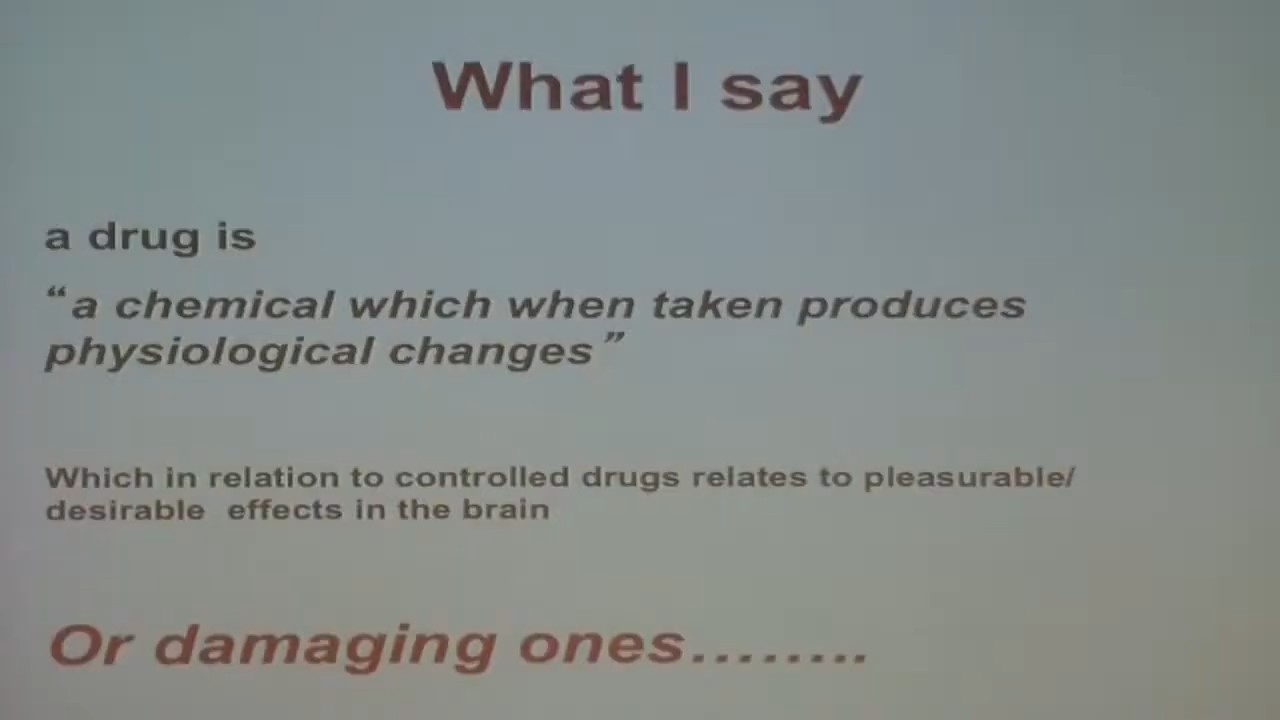 What I say
a drug is
“a chemical which when taken produces
physiological changes”
Which in relation to controlled drugs relates to pleasurable/
desirable effects in the brain
Or damaging ones........